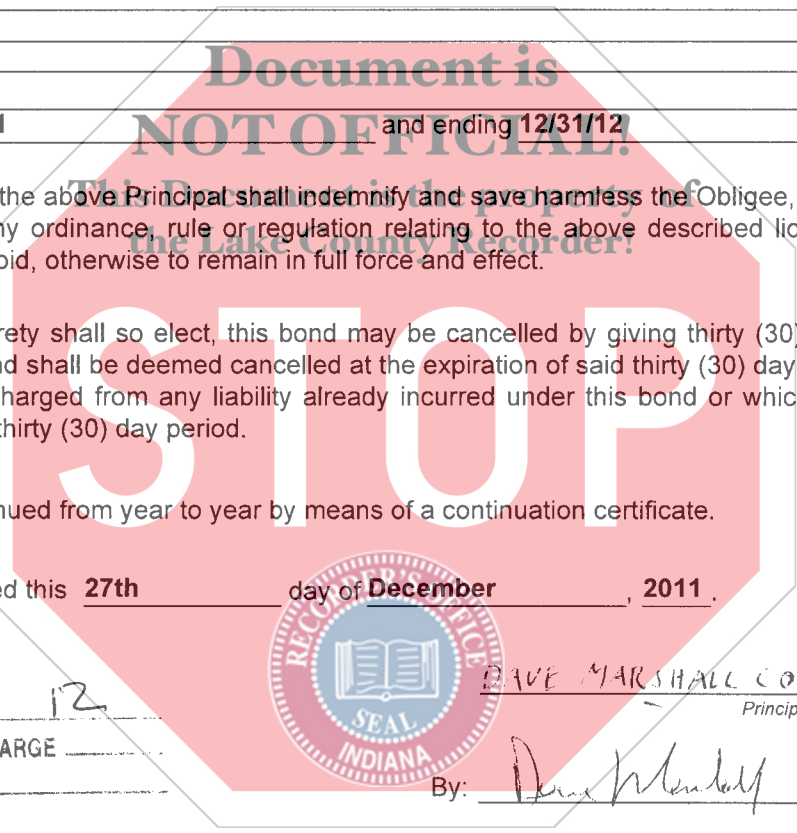 Document is
NOT OFFICIAL!
and ending 12/31/12
This Document is the property of
the Lake County Recorder!
the above Principal shall indemnify and save harmless the Obligee,
ny ordinance, rule or regulation relating to the above described lic
oid, otherwise to remain in full force and effect.
STOP
rety shall so elect, this bond may be cancelled by giving thirty (30)
nd shall be deemed cancelled at the expiration of said thirty (30) day
harged from any liability already incurred under this bond or whic
thirty (30) day period.
nued from year to year by means of a continuation certificate.
ed this 27th day of December, 2011.
RECORDER'S OFFICE
SEAL
INDIANA
12
DAVE MARSHALL CO
Princip
ARGE
By: